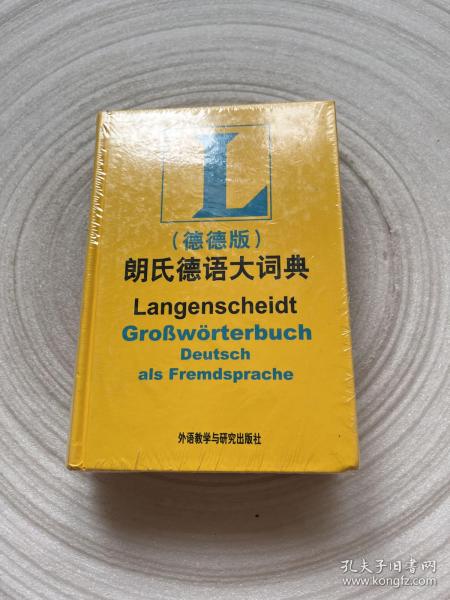 L
（德德版）
朗氏德语大词典
Langenscheidt
Großwörterbuch
Deutsch
als Fremdsprache
外语教学与研究出版社
孔夫子旧书网
www.kongfz.com